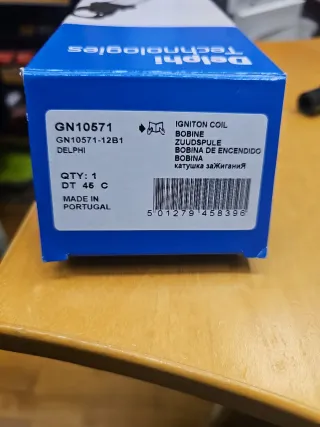 Delphi
Technologies
GN10571
GN10571-12B1
DELPHI
QTY: 1
DT 45 C
MADE IN
PORTUGAL
IGNITON COIL
BOBINE
ZUUDSPULE
BOBINA DE ENCENDIDO
BOBINA
катушка заЖиганиЯ
5 012791 458396